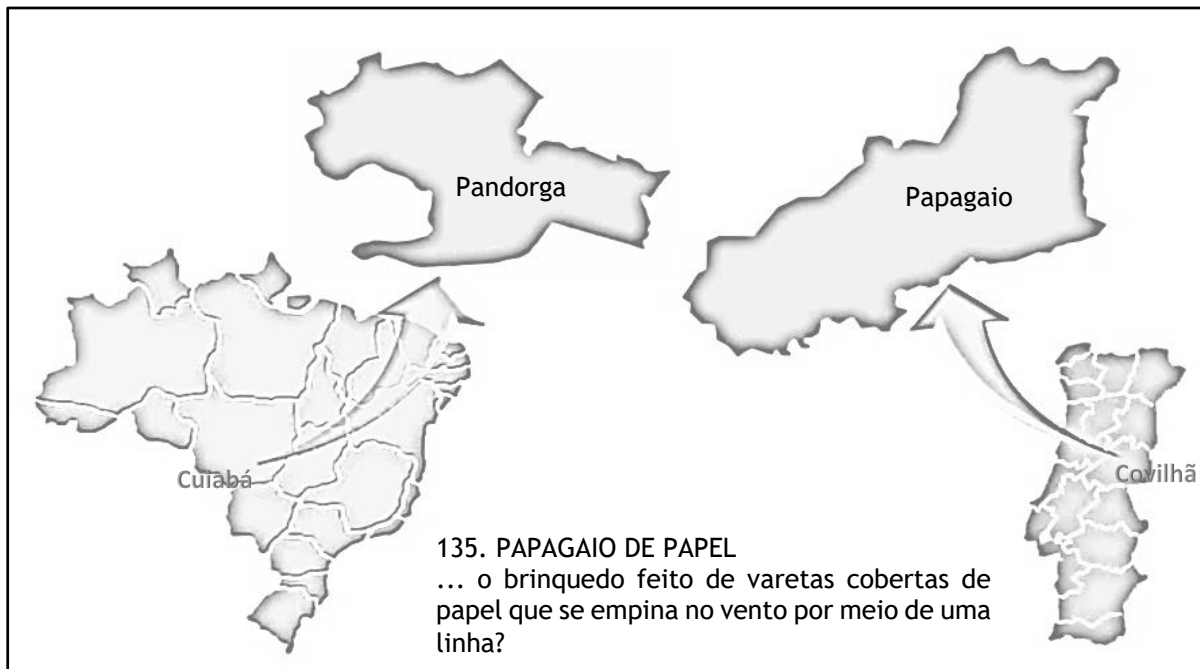 Pandorga
Papagaio
Cuiabá
Covilhã
135. PAPAGAIO DE PAPEL
... o brinquedo feito de varetas cobertas de
papel que se empina no vento por meio de uma
linha?